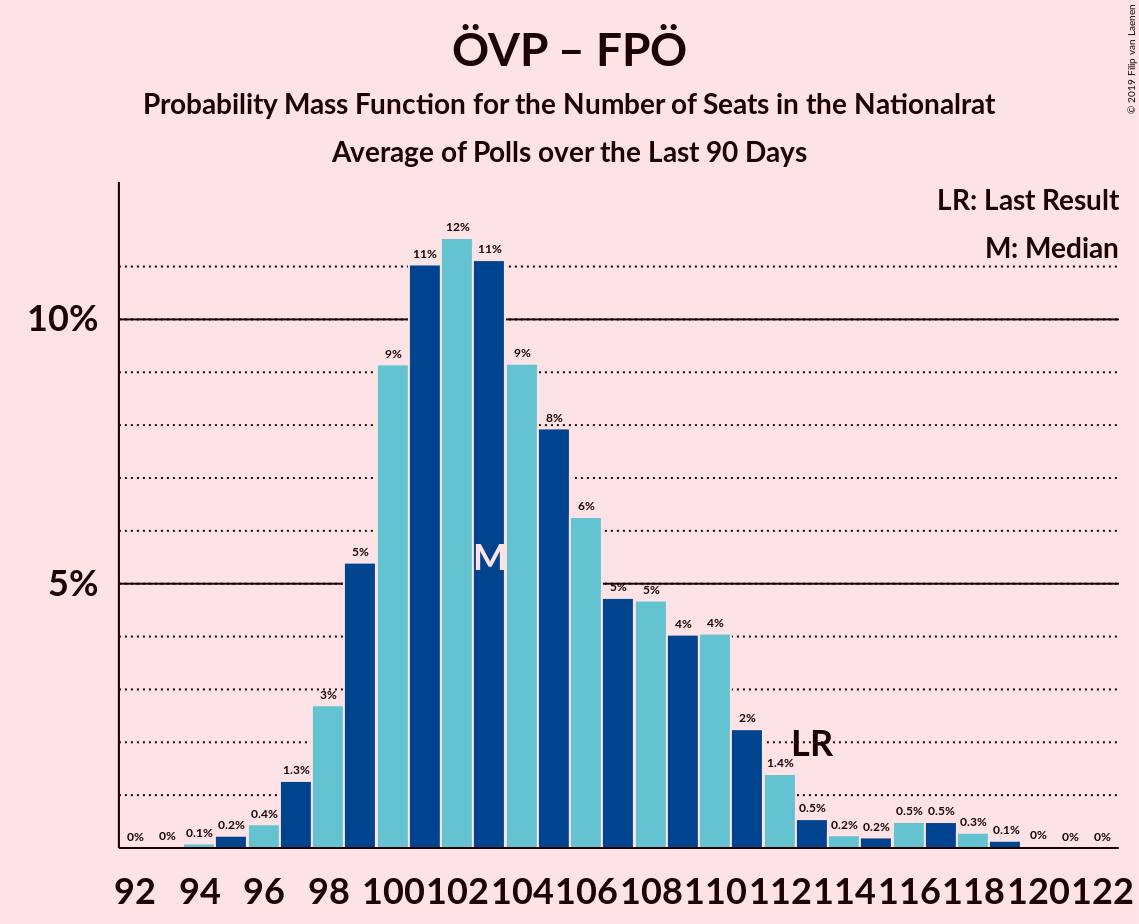 ÖVP – FPÖ
Probability Mass Function for the Number of Seats in the Nationalrat
Average of Polls over the Last 90 Days
© 2019 Filip van Laenen
LR: Last Result
M: Median
10%
5%
0% 0% 0.1% 0.2% 0.4% 1.3% 3% 5% 9% 11% 12% 11% 9% 8% 6% 5% 5% 4% 4% 2% 1.4% 0.5% 0.2% 0.2% 0.5% 0.5% 0.3% 0.1% 0% 0% 0%
M
LR
92 94 96 98 100 102 104 106 108 110 112 114 116 118 120 122